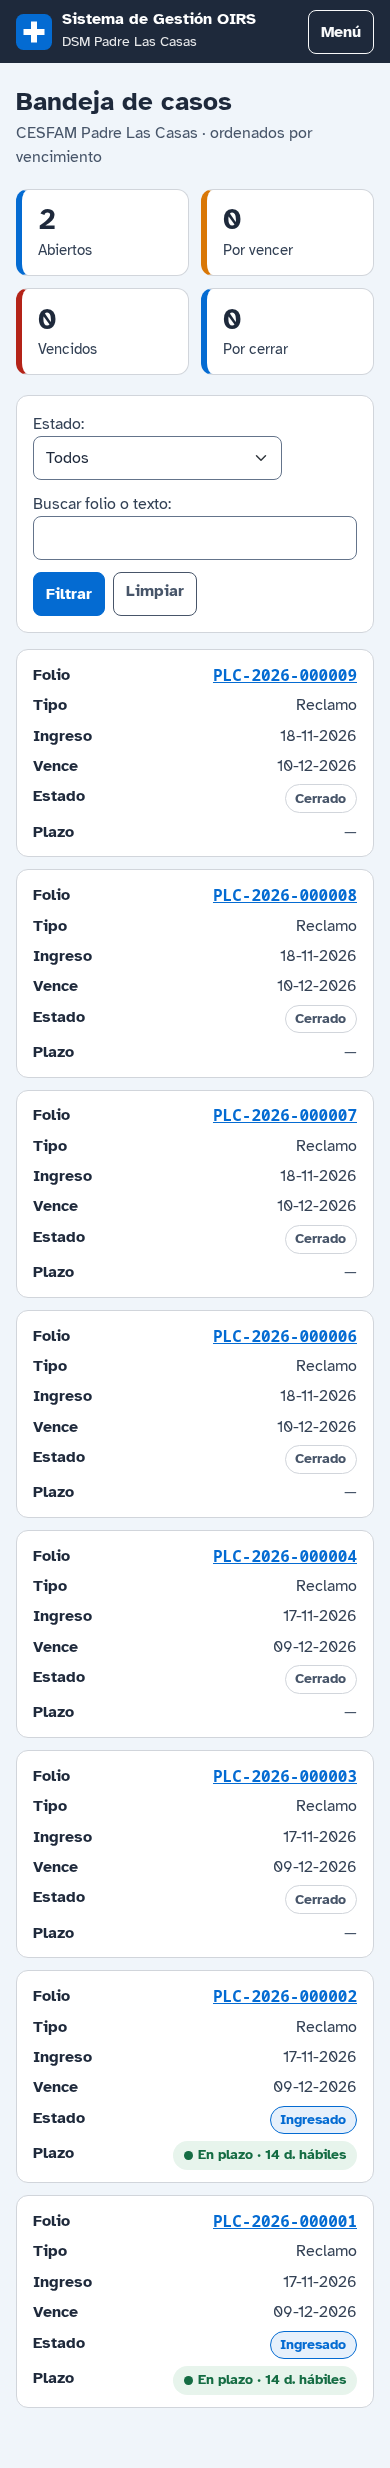 Sistema de Gestión OIRS
DSM Padre Las Casas
Menú
Bandeja de casos
CESFAM Padre Las Casas · ordenados por
vencimiento
2
Abiertos
0
Por vencer
0
Vencidos
0
Por cerrar
Estado:
Todos
Buscar folio o texto:
Filtrar
Limpiar
Folio PLC-2026-000009
Tipo Reclamo
Ingreso 18-11-2026
Vence 10-12-2026
Estado Cerrado
Plazo —
Folio PLC-2026-000008
Tipo Reclamo
Ingreso 18-11-2026
Vence 10-12-2026
Estado Cerrado
Plazo —
Folio PLC-2026-000007
Tipo Reclamo
Ingreso 18-11-2026
Vence 10-12-2026
Estado Cerrado
Plazo —
Folio PLC-2026-000006
Tipo Reclamo
Ingreso 18-11-2026
Vence 10-12-2026
Estado Cerrado
Plazo —
Folio PLC-2026-000004
Tipo Reclamo
Ingreso 17-11-2026
Vence 09-12-2026
Estado Cerrado
Plazo —
Folio PLC-2026-000003
Tipo Reclamo
Ingreso 17-11-2026
Vence 09-12-2026
Estado Cerrado
Plazo —
Folio PLC-2026-000002
Tipo Reclamo
Ingreso 17-11-2026
Vence 09-12-2026
Estado Ingresado
Plazo En plazo · 14 d. hábiles
Folio PLC-2026-000001
Tipo Reclamo
Ingreso 17-11-2026
Vence 09-12-2026
Estado Ingresado
Plazo En plazo · 14 d. hábiles